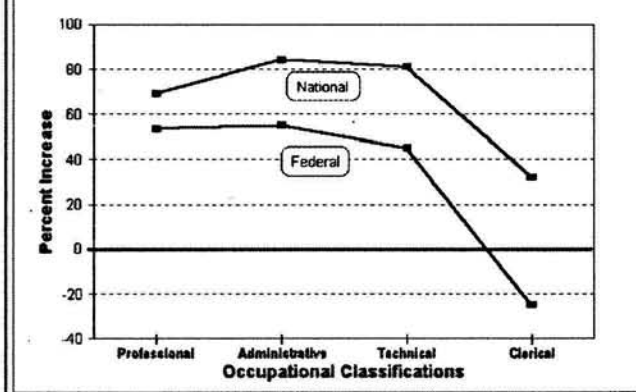 100
80
60
40
20
0
-20
-40
Percent Increase
National
Federal
Professional Administrative Technical Clerical
Occupational Classifications